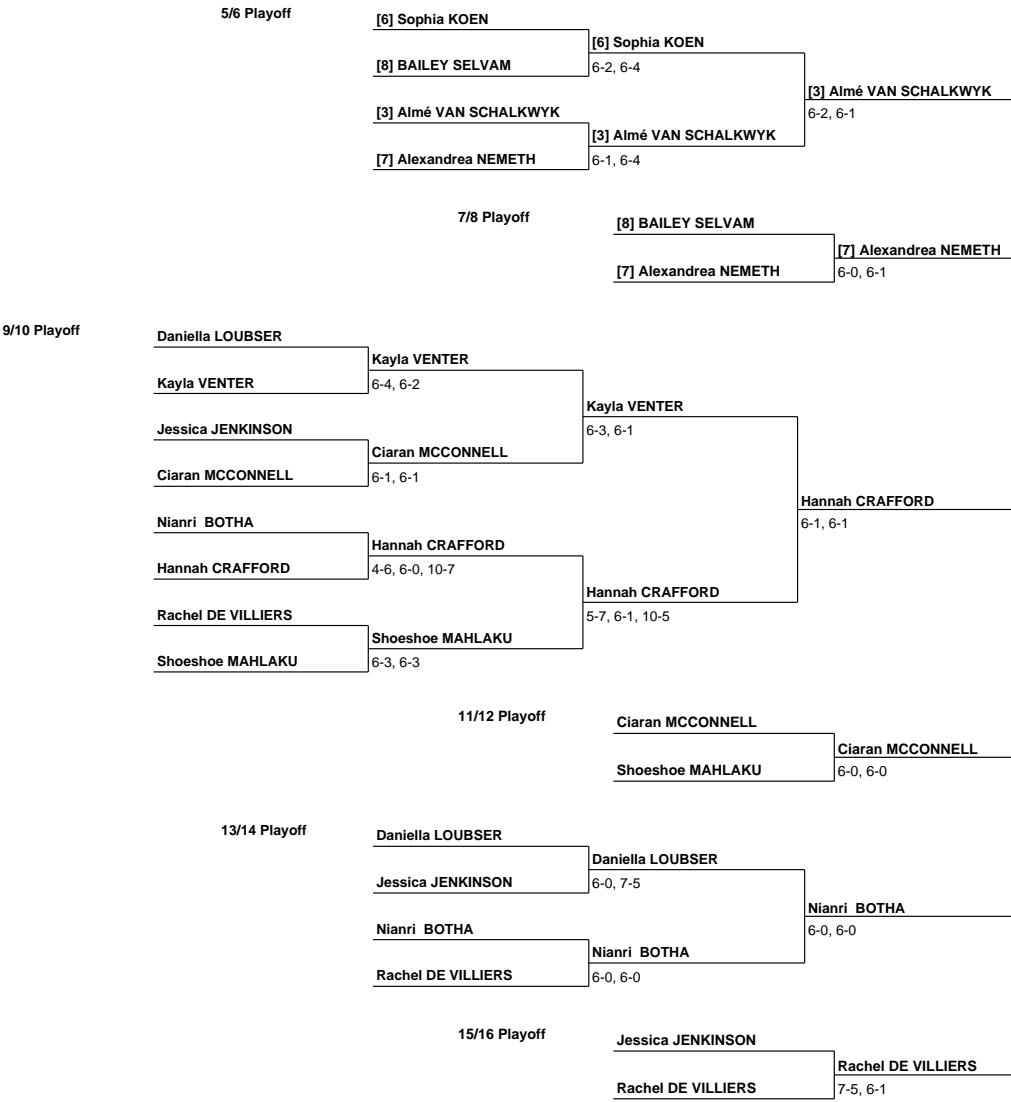 5/6 Playoff
[6] Sophia KOEN
[6] Sophia KOEN
[8] BAILEY SELVAM
6-2, 6-4
[3] Almé VAN SCHALKWYK
[3] Almé VAN SCHALKWYK
6-2, 6-1
[3] Almé VAN SCHALKWYK
[7] Alexandrea NEMETH
6-1, 6-4
7/8 Playoff
[8] BAILEY SELVAM
[7] Alexandrea NEMETH
[7] Alexandrea NEMETH
6-0, 6-1
9/10 Playoff
Daniella LOUBSER
Kayla VENTER
Kayla VENTER
6-4, 6-2
Kayla VENTER
Jessica JENKINSON
6-3, 6-1
Ciaran MCCONNELL
Ciaran MCCONNELL
6-1, 6-1
Hannah CRAFFORD
Nianri BOTHA
6-1, 6-1
Hannah CRAFFORD
Hannah CRAFFORD
4-6, 6-0, 10-7
Hannah CRAFFORD
Rachel DE VILLIERS
5-7, 6-1, 10-5
Shoeshoe MAHLAKU
Shoeshoe MAHLAKU
6-3, 6-3
11/12 Playoff
Ciaran MCCONNELL
Ciaran MCCONNELL
Shoeshoe MAHLAKU
6-0, 6-0
13/14 Playoff
Daniella LOUBSER
Daniella LOUBSER
Jessica JENKINSON
6-0, 7-5
Nianri BOTHA
Nianri BOTHA
6-0, 6-0
Nianri BOTHA
Rachel DE VILLIERS
6-0, 6-0
15/16 Playoff
Jessica JENKINSON
Rachel DE VILLIERS
Rachel DE VILLIERS
7-5, 6-1